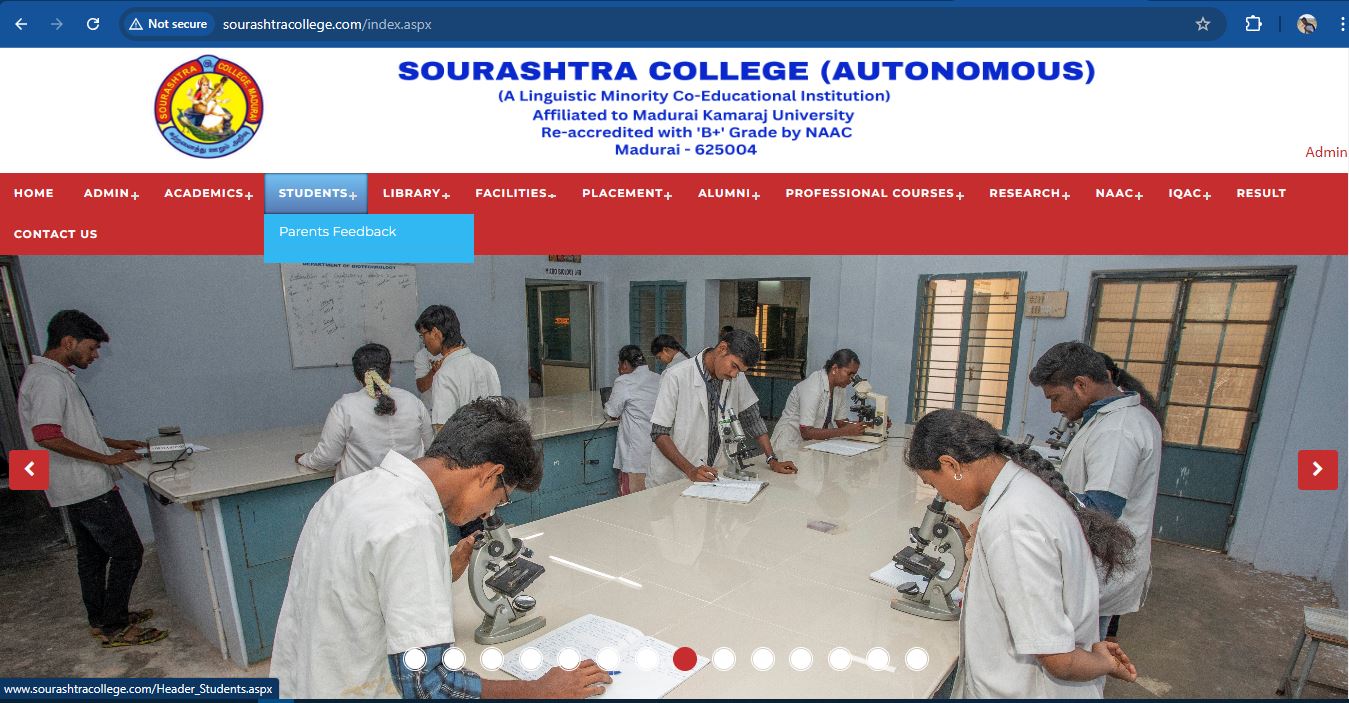 Not secure sourashtracollege.com/index.aspx
SOURASHTRA COLLEGE MADURAI
SOURASHTRA COLLEGE (AUTONOMOUS)
(A Linguistic Minority Co-Educational Institution)
Affiliated to Madurai Kamaraj University
Re-accredited with 'B+' Grade by NAAC
Madurai - 625004
Admin
HOME ADMIN+ ACADEMICS+ STUDENTS+ LIBRARY+ FACILITIES+ PLACEMENT+ ALUMNI+ PROFESSIONAL COURSES+ RESEARCH+ NAAC+ IQAC+ RESULT
CONTACT US
Parents Feedback
DEPARTMENT OF BIOTECHNOLOGY
www.sourashtracollege.com/Header_Students.aspx